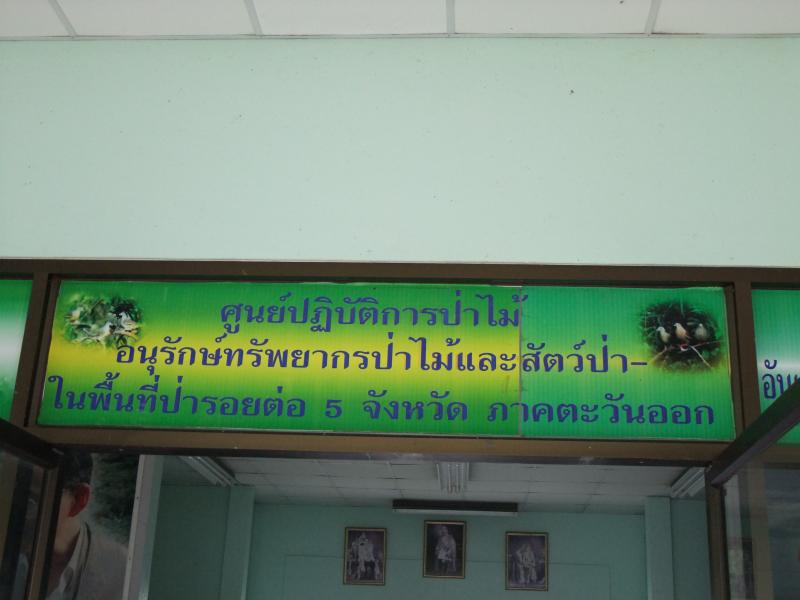 ศูนย์ปฏิบัติการป่าไม้
อนุรักษ์ทรัพยากรป่าไม้และสัตว์ป่า-
ในพื้นที่ป่ารอยต่อ 5 จังหวัด ภาคตะวันออก